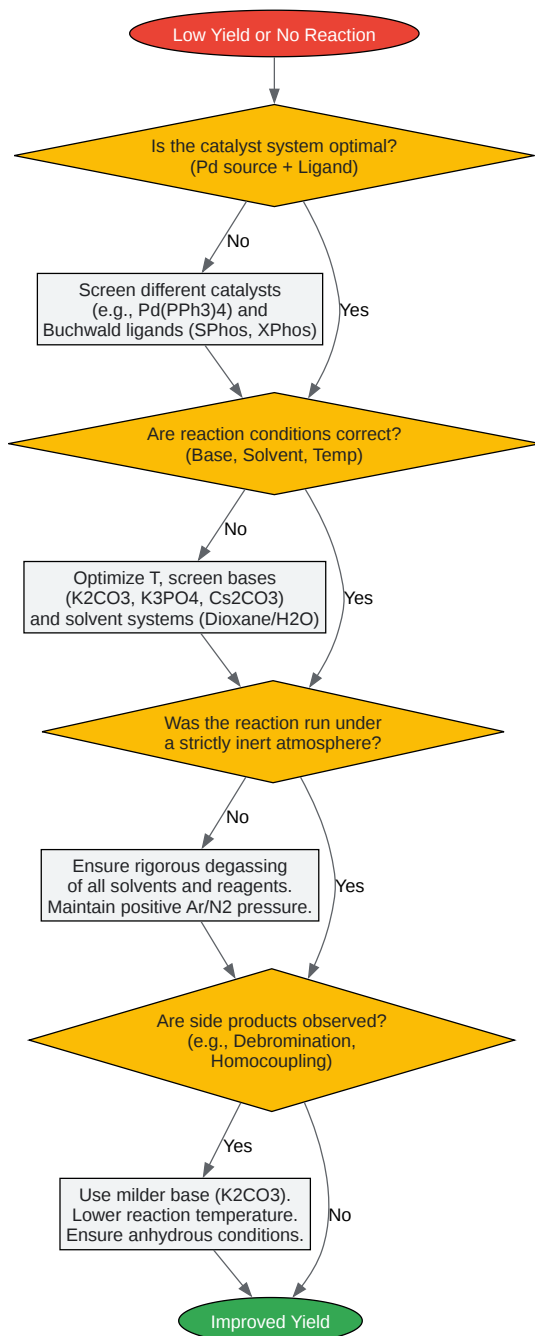 Low Yield or No Reaction
Is the catalyst system optimal?
(Pd source + Ligand)
No
Yes
Screen different catalysts
(e.g., Pd(PPh3)4) and
Buchwald ligands (SPhos, XPhos)
Are reaction conditions correct?
(Base, Solvent, Temp)
No
Yes
Optimize T, screen bases
(K2CO3, K3PO4, Cs2CO3)
and solvent systems (Dioxane/H2O)
Was the reaction run under
a strictly inert atmosphere?
No
Yes
Ensure rigorous degassing
of all solvents and reagents.
Maintain positive Ar/N2 pressure.
Are side products observed?
(e.g., Debromination,
Homocoupling)
Yes
No
Use milder base (K2CO3).
Lower reaction temperature.
Ensure anhydrous conditions.
Improved Yield